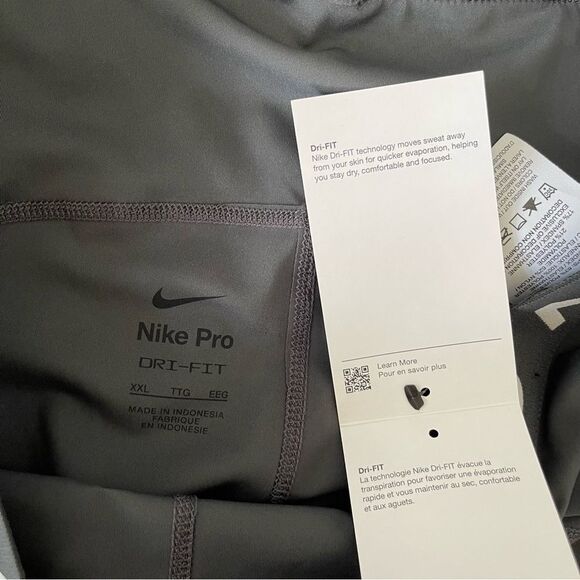 Dri-FIT
Nike Dri-FIT technology moves sweat away
from your skin for quicker evaporation, helping
you stay dry, comfortable and focused.
Learn More
Pour en savoir plus
Dri-FIT
La technologie Nike Dri-FIT évacue la
transpiration pour favoriser une évaporation
rapide et vous maintenir au sec, confortable
et aux aguets.
Nike Pro
DRI-FIT
XXL TTG EEG
MADE IN INDONESIA
FABRIQUE
EN INDONESIE